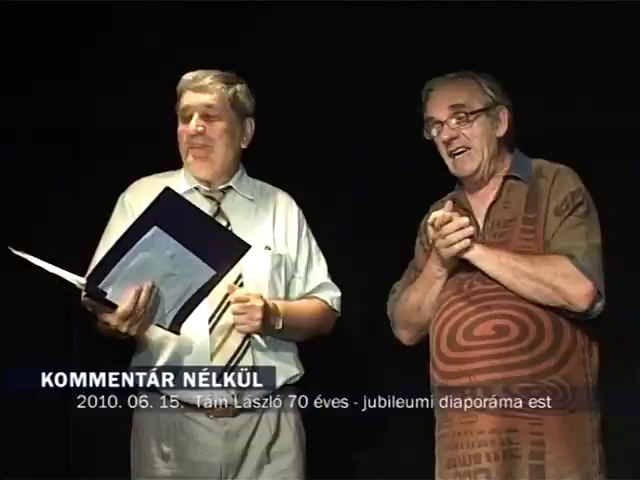 KOMMENTÁR NÉLKÜL
2010. 06. 15. Tám László 70 éves - jubileumi diaporáma est